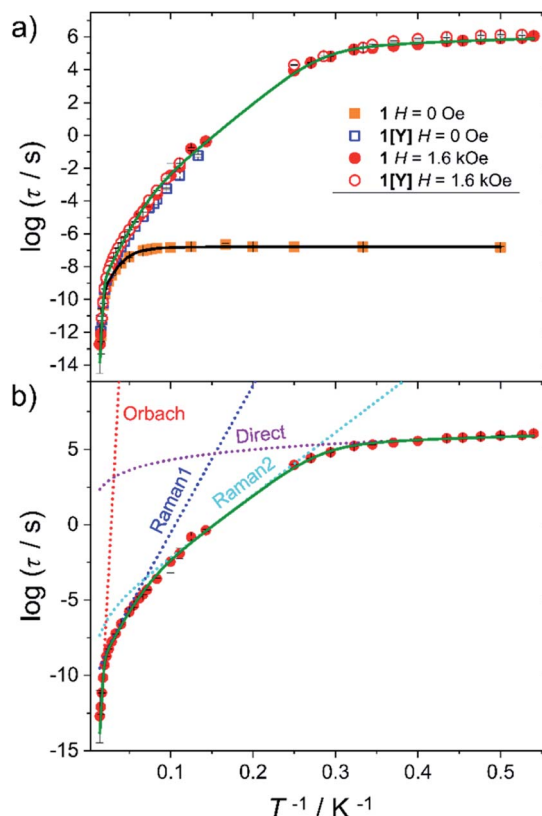 a)
6
4
2
0
-2
-4
-6
-8
-10
-12
-14
log (τ / s)
1 H = 0 Oe
1[Y] H = 0 Oe
1 H = 1.6 kOe
1[Y] H = 1.6 kOe
b)
Orbach
Direct
Raman1
Raman2
5
0
-5
-10
-15
log (τ / s)
0.1 0.2 0.3 0.4 0.5
T -1 / K-1